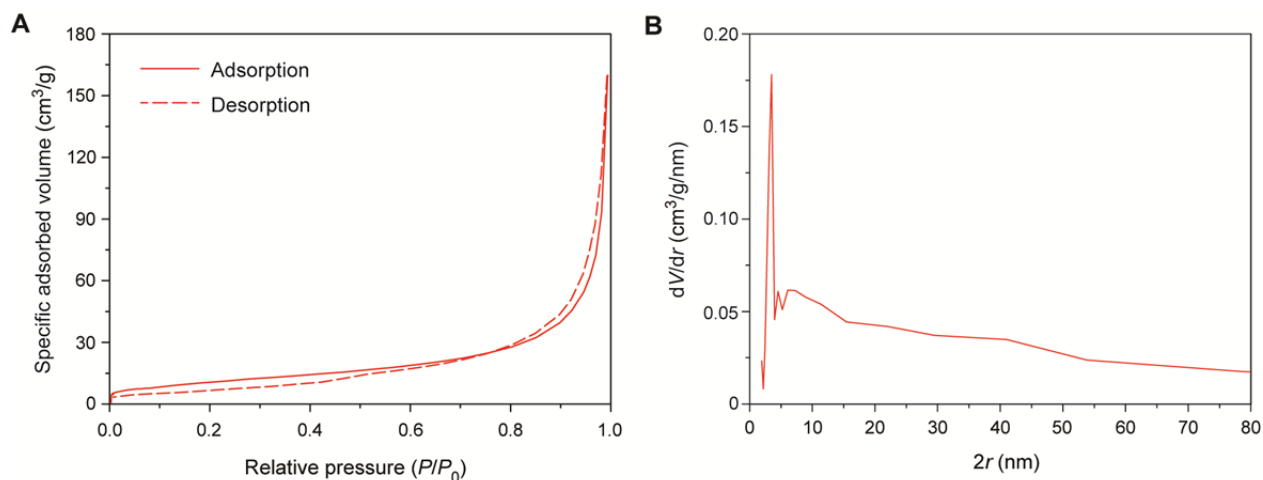 A
Specific adsorbed volume (cm³/g)
180
150
120
90
60
30
0
Adsorption
Desorption
0.0 0.2 0.4 0.6 0.8 1.0
Relative pressure (P/P₀)
B
dV/dr (cm³/g/nm)
0.20
0.15
0.10
0.05
0
0 10 20 30 40 50 60 70 80
2r (nm)